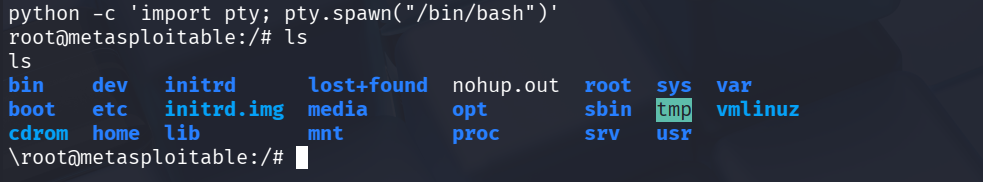 python -c 'import pty; pty.spawn("/bin/bash")'
root@metasploitable:/# ls
ls
bin    dev   initrd      lost+found  nohup.out  root  sys  var
boot   etc   initrd.img  media       opt        sbin  tmp  vmlinuz
cdrom  home  lib         mnt         proc       srv   usr
\root@metasploitable:/#